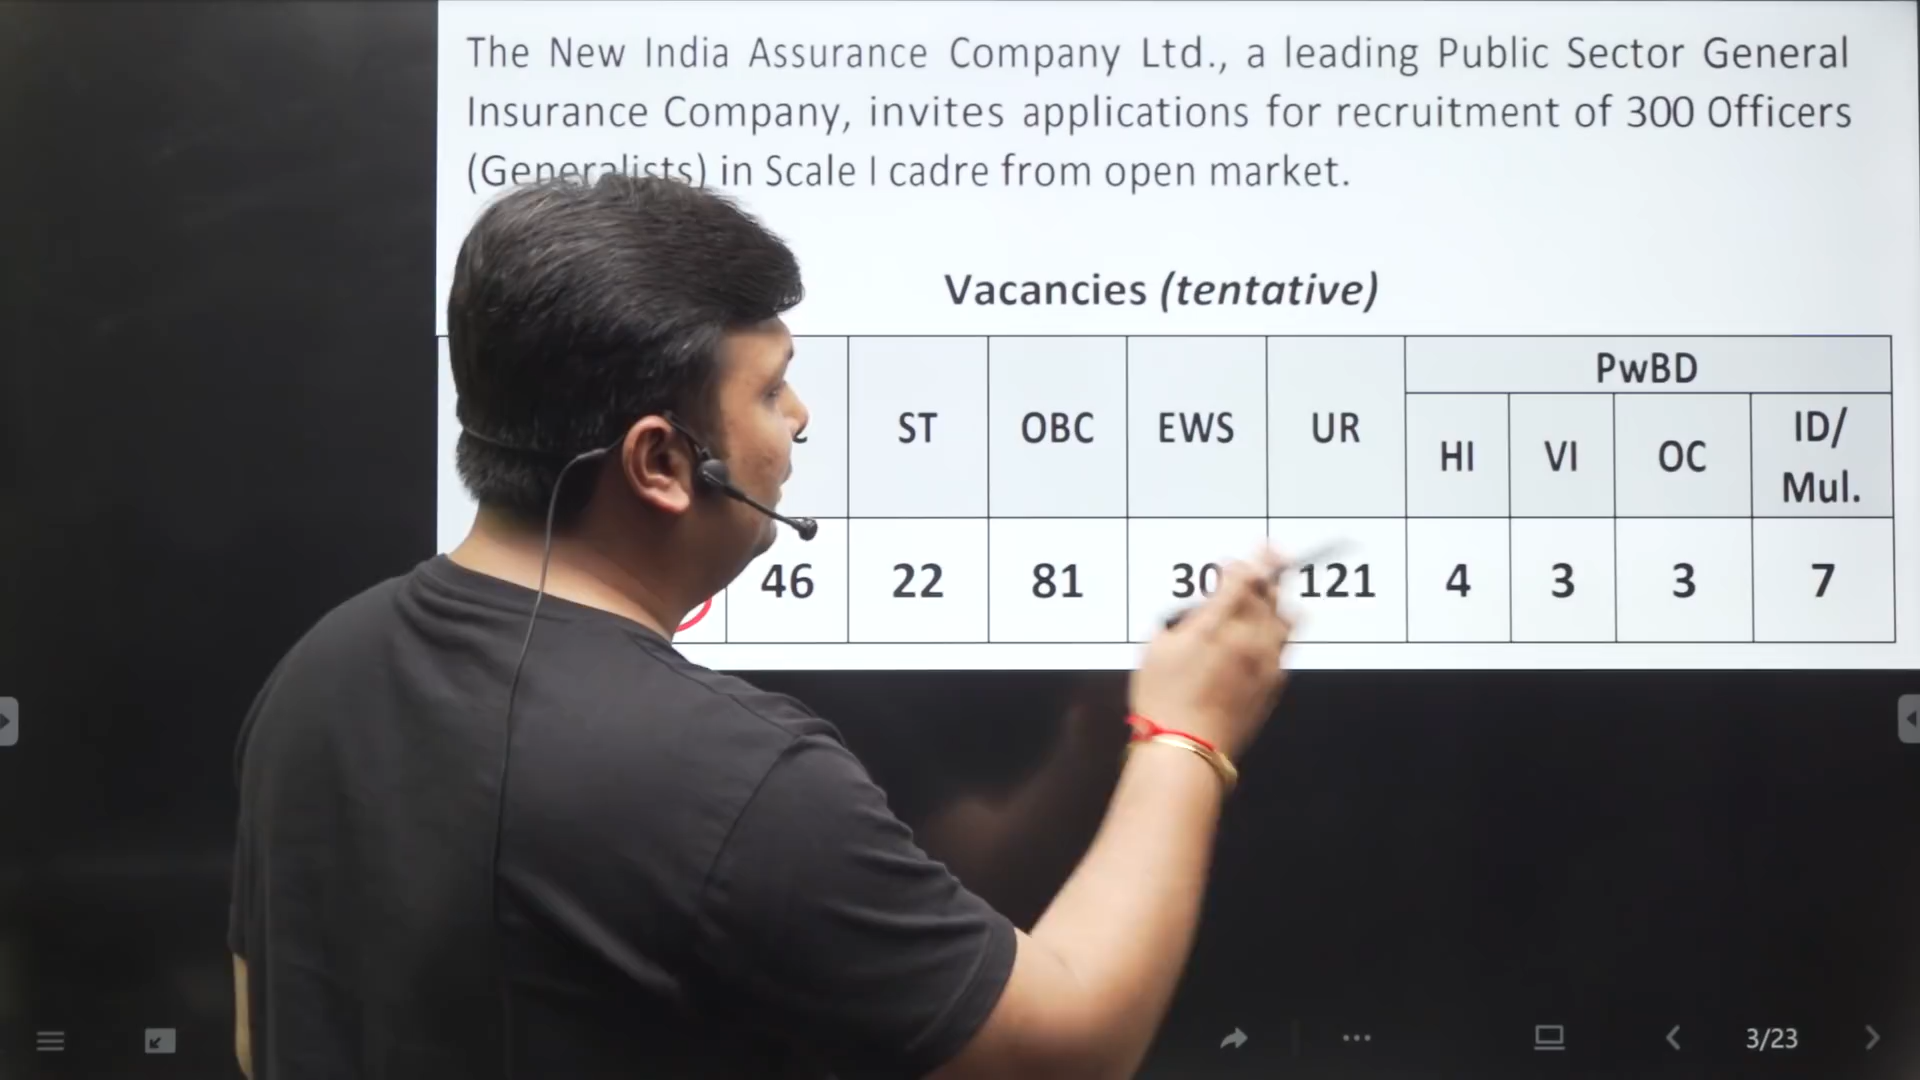 The New India Assurance Company Ltd., a leading Public Sector General
Insurance Company, invites applications for recruitment of 300 Officers
(Generalists) in Scale I cadre from open market.
Vacancies (tentative)
ST OBC EWS UR PwBD
HI VI OC ID/
Mul.
46 22 81 30 121 4 3 3 7
3/23